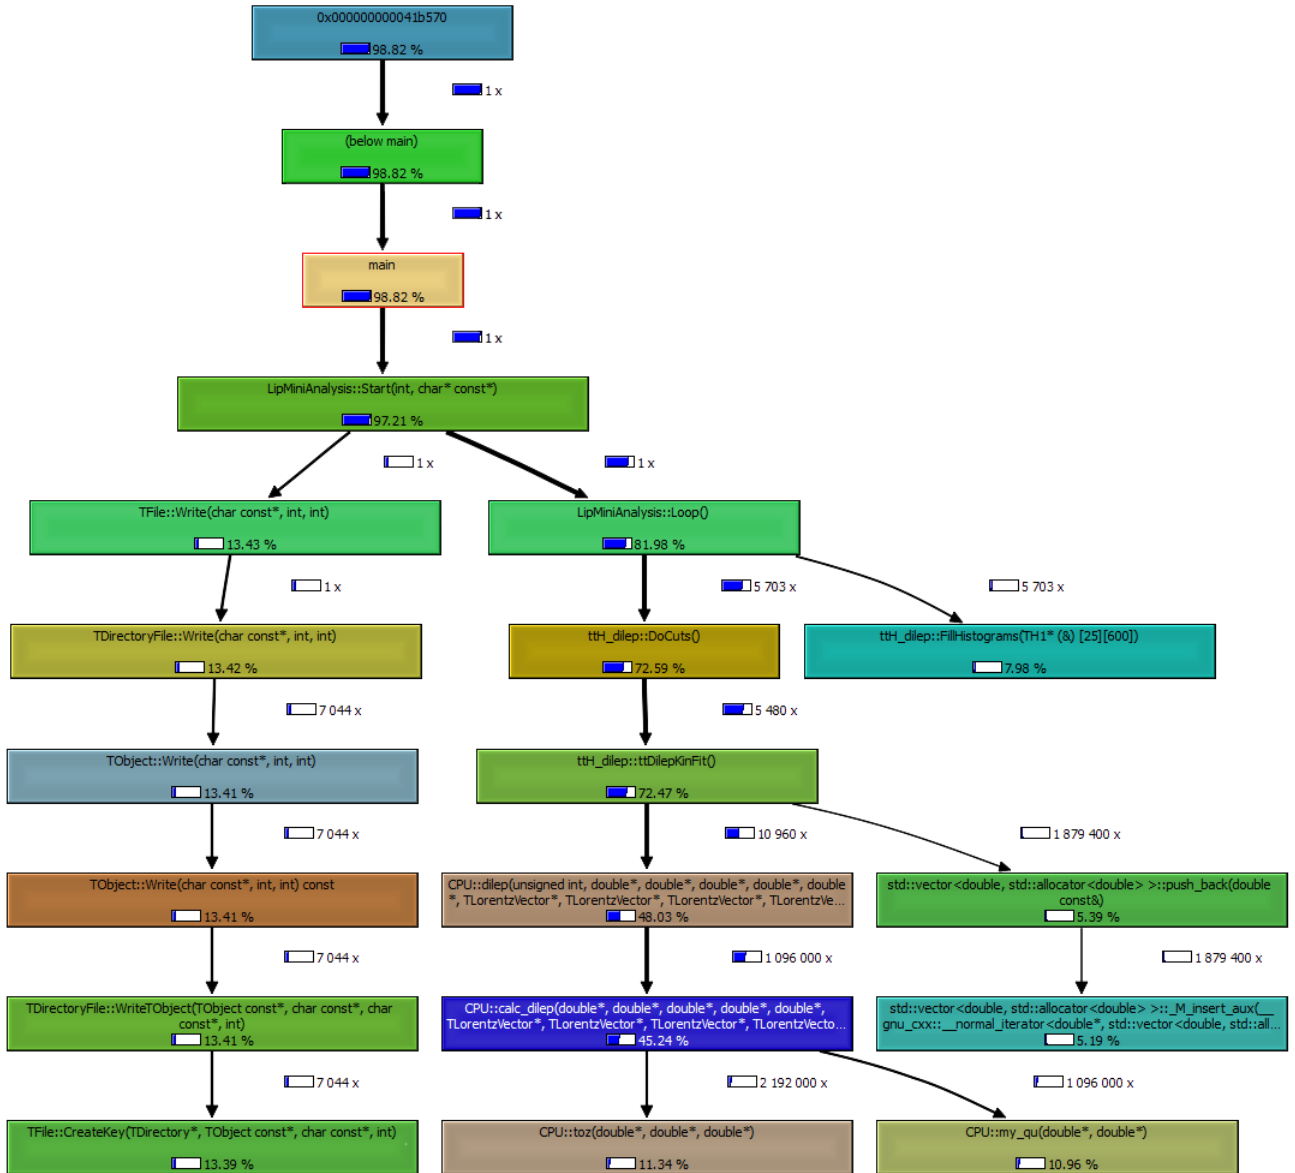 0x000000000041b570
98.82 %
1 x
(below main)
98.82 %
1 x
main
98.82 %
1 x
LipMiniAnalysis::Start(int, char* const*)
97.21 %
1 x
1 x
TFile::Write(char const*, int, int)
13.43 %
LipMiniAnalysis::Loop()
81.98 %
1 x
5 703 x
5 703 x
TDirectoryFile::Write(char const*, int, int)
13.42 %
ttH_dilep::DoCuts()
72.59 %
ttH_dilep::FillHistograms(TH1* (&) [25][600])
7.98 %
7 044 x
5 480 x
TObject::Write(char const*, int, int)
13.41 %
ttH_dilep::ttDilepKinFit()
72.47 %
7 044 x
10 960 x
1 879 400 x
TObject::Write(char const*, int, int) const
13.41 %
CPU::dilep(unsigned int, double*, double*, double*, double*, double
*, TLorentzVector*, TLorentzVector*, TLorentzVector*, TLorentzVe...
48.03 %
std::vector<double, std::allocator<double> >::push_back(double
const&)
5.39 %
7 044 x
1 096 000 x
1 879 400 x
TDirectoryFile::WriteTObject(TObject const*, char const*, char
const*, int)
13.41 %
CPU::calc_dilep(double*, double*, double*, double*, double*,
TLorentzVector*, TLorentzVector*, TLorentzVector*, TLorentzVecto...
45.24 %
std::vector<double, std::allocator<double> >::_M_insert_aux(__
gnu_cxx::__normal_iterator<double*, std::vector<double, std::all...
5.19 %
7 044 x
2 192 000 x
1 096 000 x
TFile::CreateKey(TDirectory*, TObject const*, char const*, int)
13.39 %
CPU::toz(double*, double*, double*)
11.34 %
CPU::my_qu(double*, double*)
10.96 %